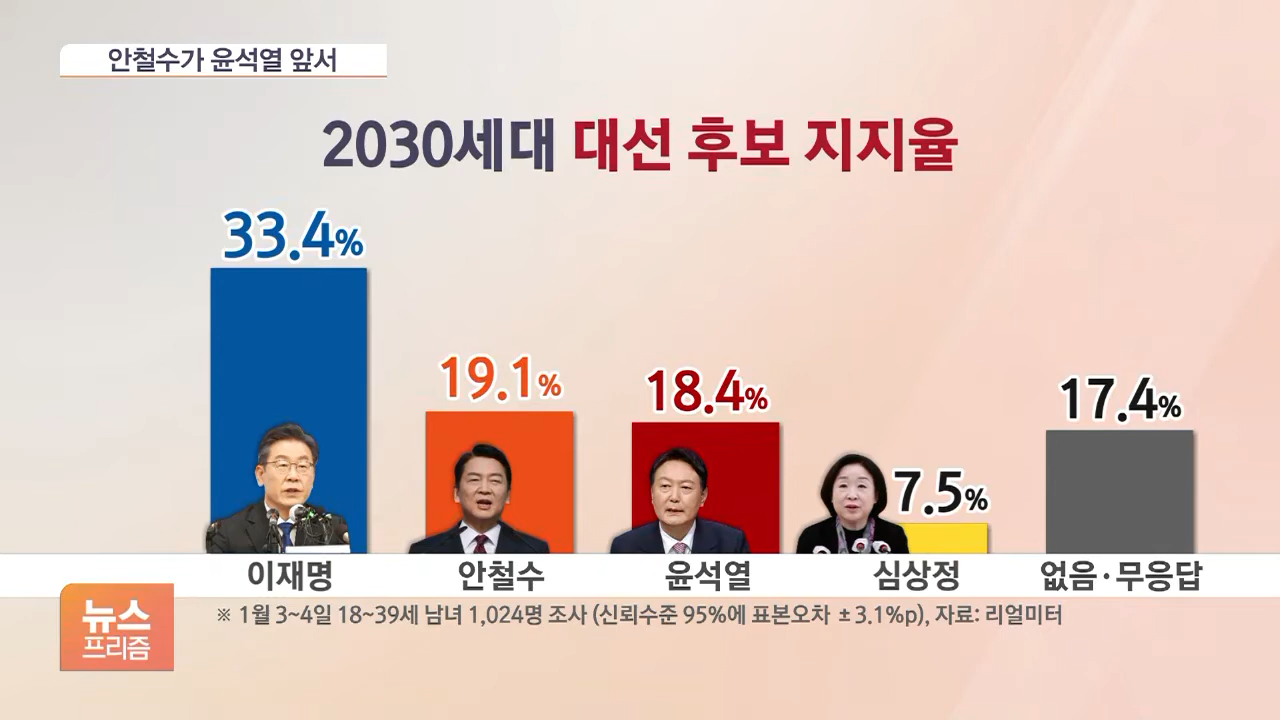 안철수가 윤석열 앞서
2030세대 대선 후보 지지율
33.4%
19.1%
18.4%
7.5%
17.4%
이재명
안철수
윤석열
심상정
없음·무응답
※ 1월 3~4일 18~39세 남녀 1,024명 조사 (신뢰수준 95%에 표본오차 ±3.1%p), 자료: 리얼미터
뉴스
프리즘